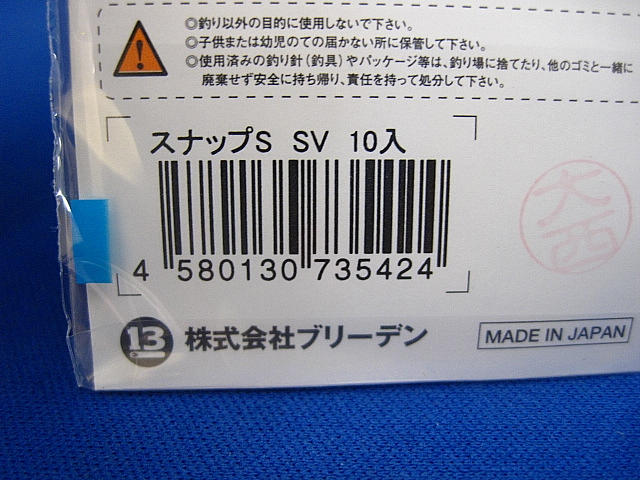 ◎釣り以外の目的に使用しないで下さい。
◎子供または幼児のての届かない所に保管して下さい。
◎使用済みの釣り針(釣具)やパッケージ等は、釣り場に捨てたり、他のゴミと一緒に
廃棄せず安全に持ち帰り、責任を持って処分して下さい。
スナップS SV 10入
4 580130 735424
大西
13 株式会社ブリーデン
MADE IN JAPAN